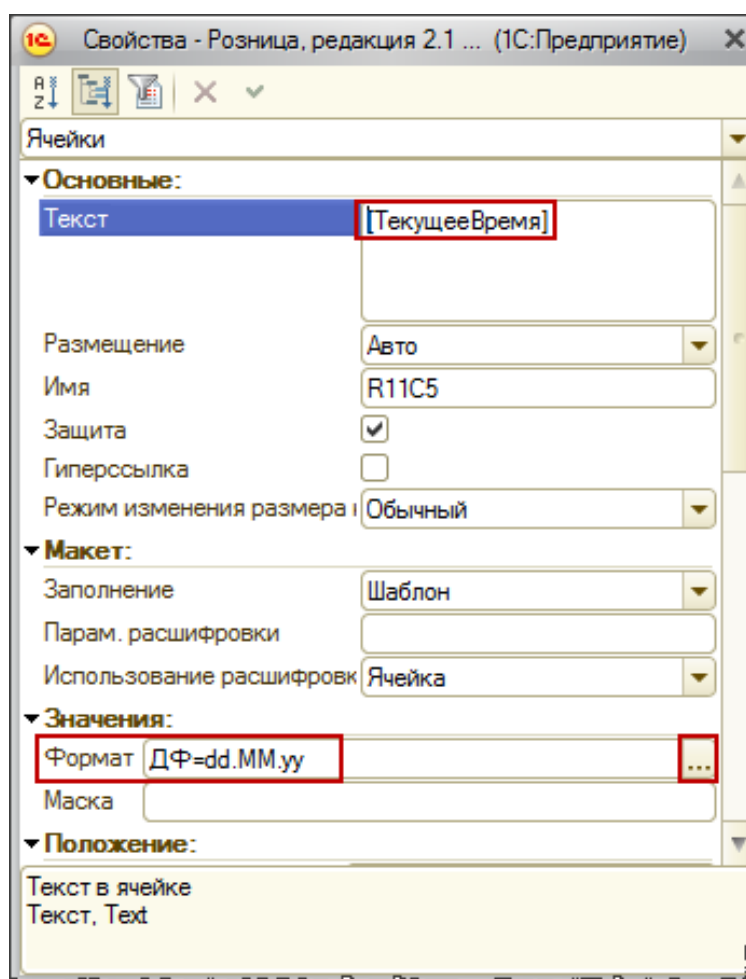 Свойства - Розница, редакция 2.1 ... (1С:Предприятие)
Ячейки
Основные:
Текст [ТекущееВремя]
Размещение Авто
Имя R11C5
Защита
Гиперссылка
Режим изменения размера Обычный
Макет:
Заполнение Шаблон
Парам. расшифровки
Использование расшифровк Ячейка
Значения:
Формат ДФ=dd.MM.yy ...
Маска
Положение:
Текст в ячейке
Текст, Text